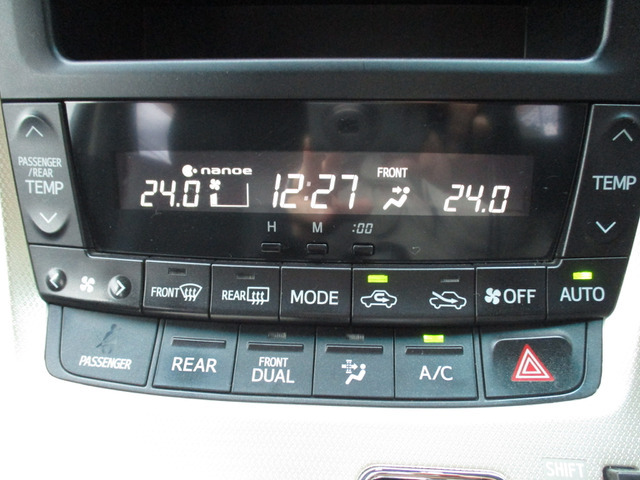 PASSENGER
/REAR
TEMP
nanoe
24.0 12:27 FRONT 24.0
TEMP
H M :00
FRONT REAR MODE OFF AUTO
PASSENGER REAR FRONT
DUAL A/C
SHIFT